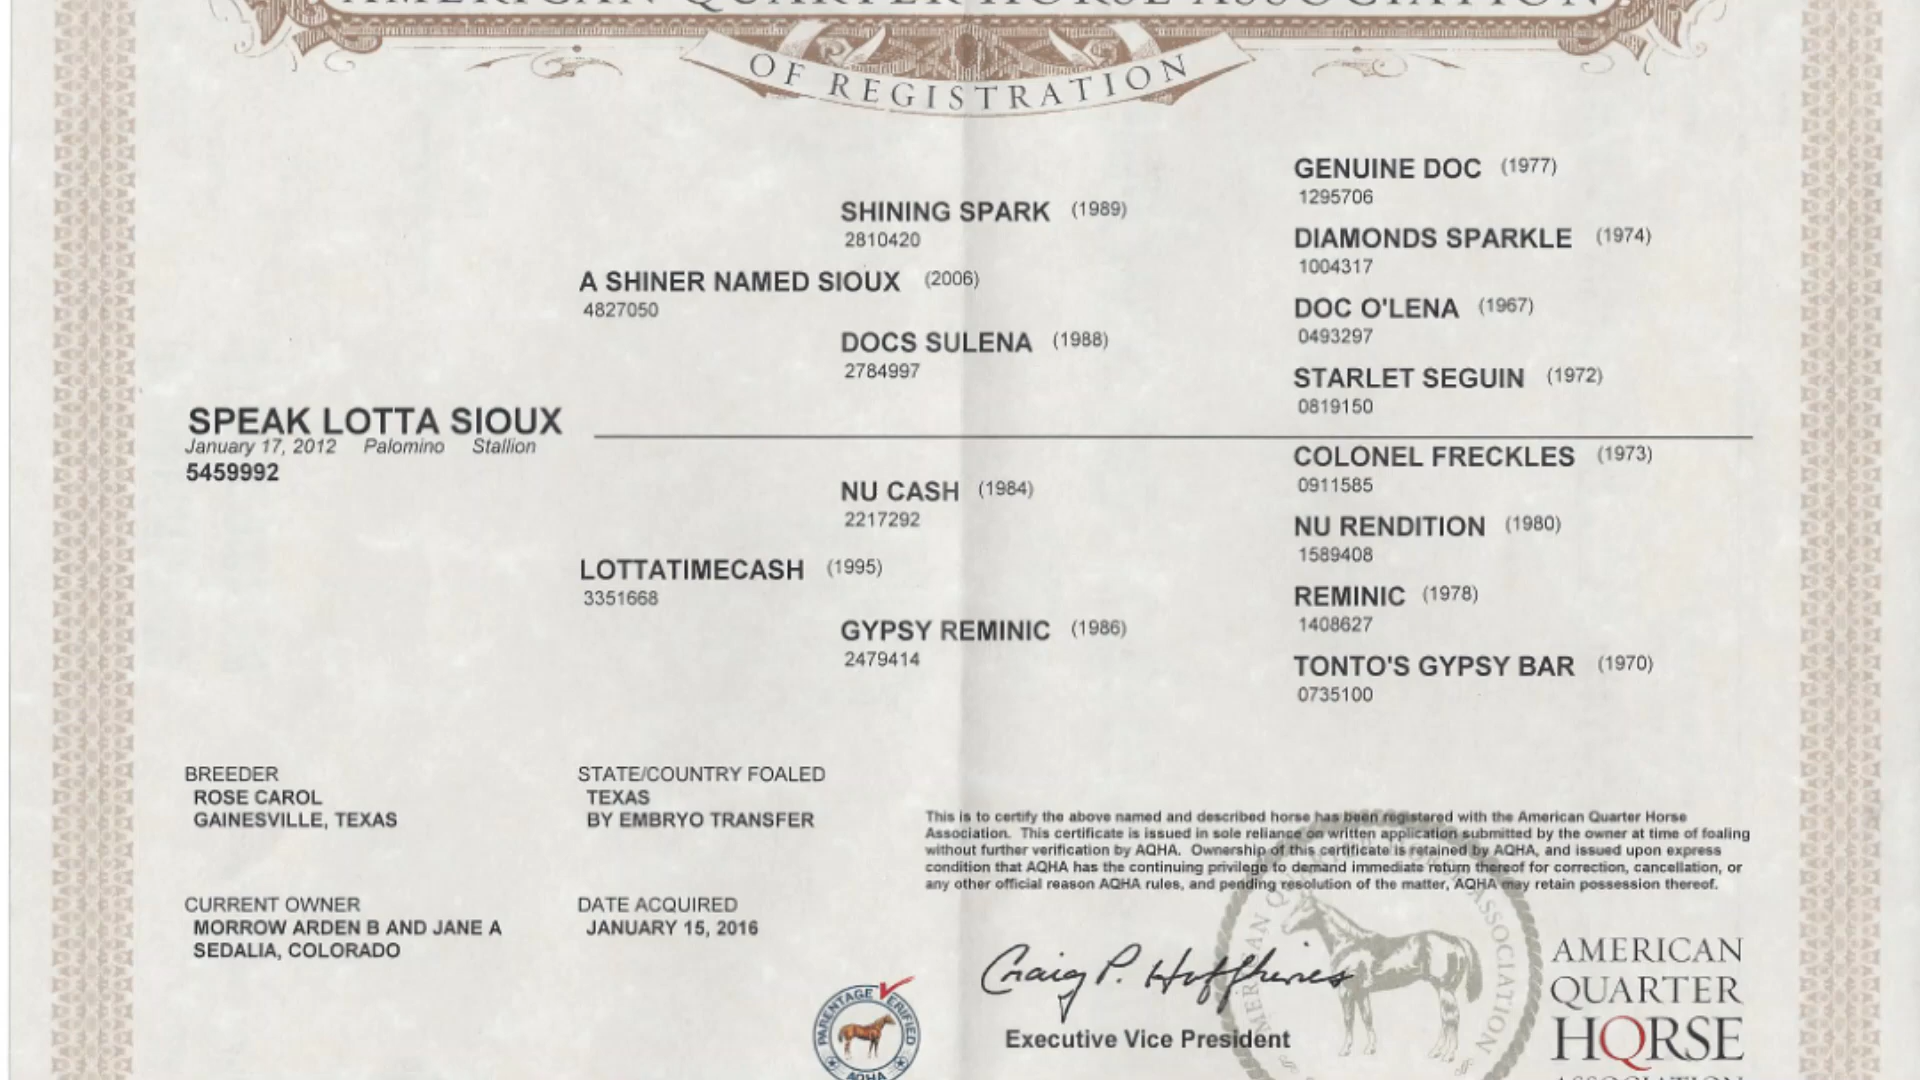 AMERICAN QUARTER HORSE ASSOCIATION
OF REGISTRATION
GENUINE DOC (1977)
1295706
SHINING SPARK (1989)
2810420
DIAMONDS SPARKLE (1974)
1004317
A SHINER NAMED SIOUX (2006)
4827050
DOC O'LENA (1967)
0493297
DOCS SULENA (1988)
2784997
STARLET SEGUIN (1972)
0819150
SPEAK LOTTA SIOUX
January 17, 2012 Palomino Stallion
5459992
COLONEL FRECKLES (1973)
0911585
NU CASH (1984)
2217292
NU RENDITION (1980)
1589408
LOTTATIMECASH (1995)
3351668
REMINIC (1978)
1408627
GYPSY REMINIC (1986)
2479414
TONTO'S GYPSY BAR (1970)
0735100
BREEDER
ROSE CAROL
GAINESVILLE, TEXAS
STATE/COUNTRY FOALED
TEXAS
BY EMBRYO TRANSFER
This is to certify the above named and described horse has been registered with the American Quarter Horse
Association. This certificate is issued in sole reliance on written application submitted by the owner at time of foaling
without further verification by AQHA. Ownership of this certificate is retained by AQHA, and issued upon express
condition that AQHA has the continuing privilege to demand immediate return thereof for correction, cancellation, or
any other official reason AQHA rules, and pending resolution of the matter, AQHA may retain possession thereof.
CURRENT OWNER
MORROW ARDEN B AND JANE A
SEDALIA, COLORADO
DATE ACQUIRED
JANUARY 15, 2016
PARENTAGE VERIFIED
AQHA
Craig P. Huffhines
Executive Vice President
AMERICAN
QUARTER
HORSE
ASSOCIATION